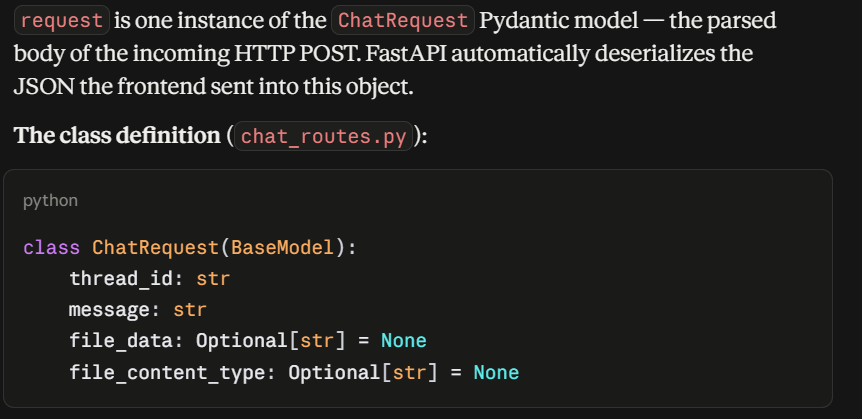 request is one instance of the ChatRequest Pydantic model — the parsed
body of the incoming HTTP POST. FastAPI automatically deserializes the
JSON the frontend sent into this object.
The class definition (chat_routes.py):
python
class ChatRequest(BaseModel):
    thread_id: str
    message: str
    file_data: Optional[str] = None
    file_content_type: Optional[str] = None